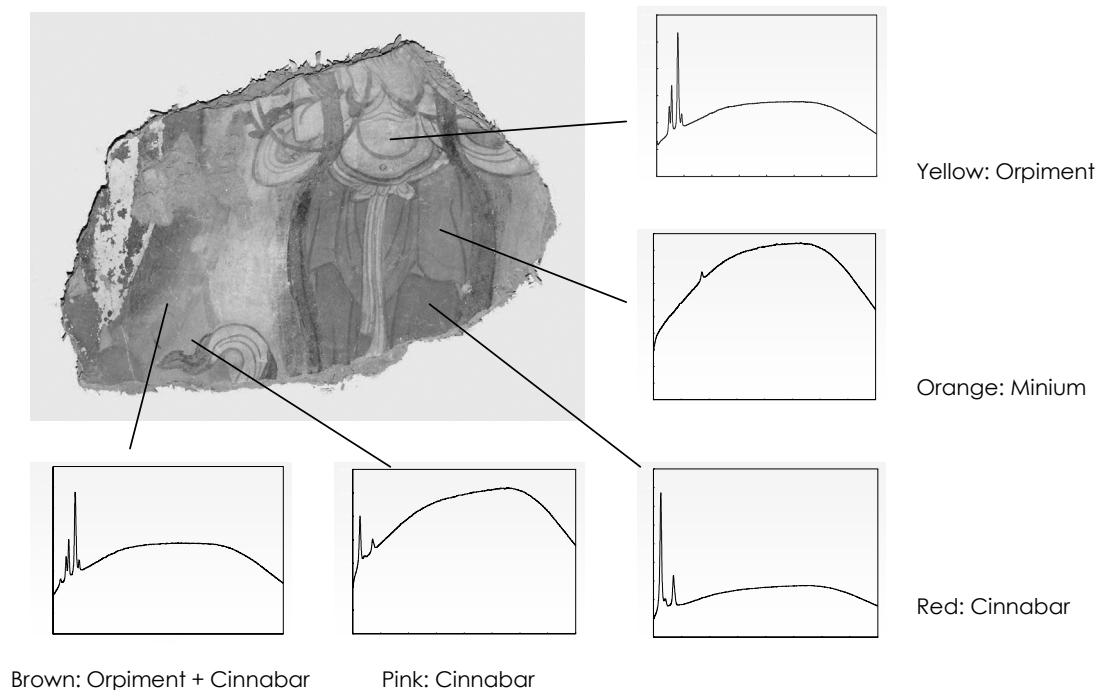 Yellow: Orpiment
Orange: Minium
Red: Cinnabar
Brown: Orpiment + Cinnabar
Pink: Cinnabar